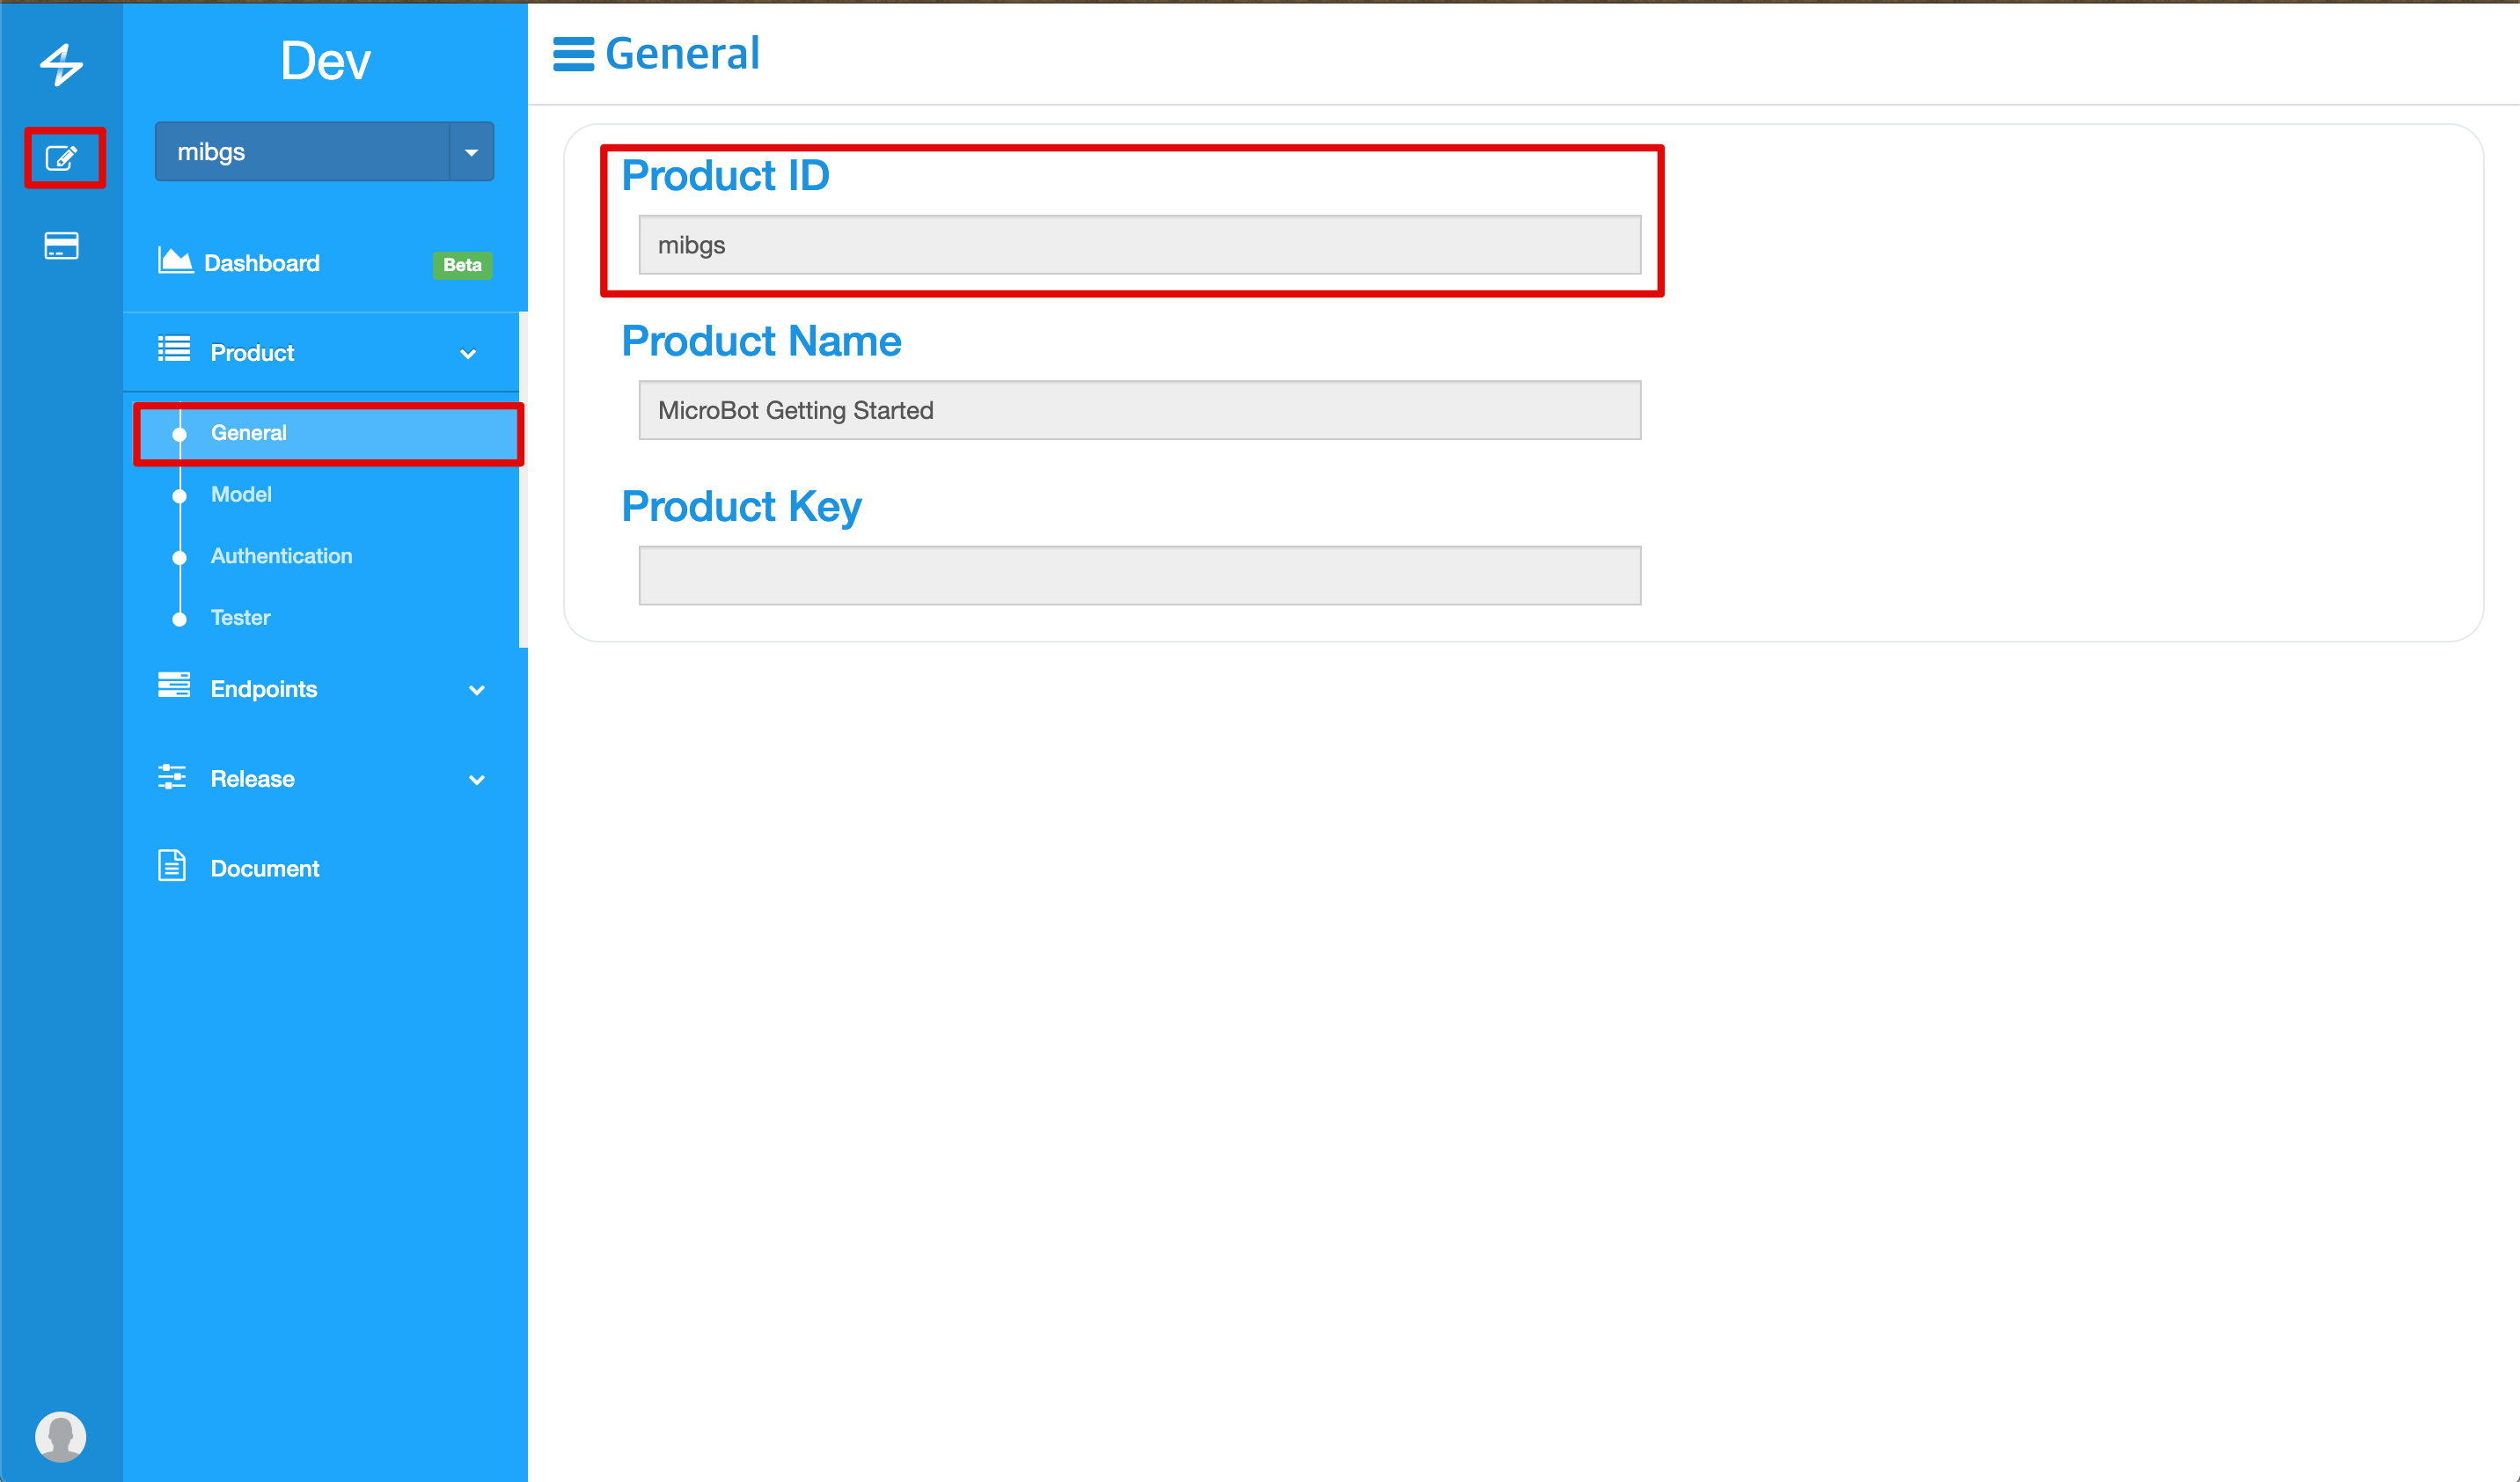 Dev
mibgs
Dashboard
Beta
Product
General
Model
Authentication
Tester
Endpoints
Release
Document
General
Product ID
mibgs
Product Name
MicroBot Getting Started
Product Key